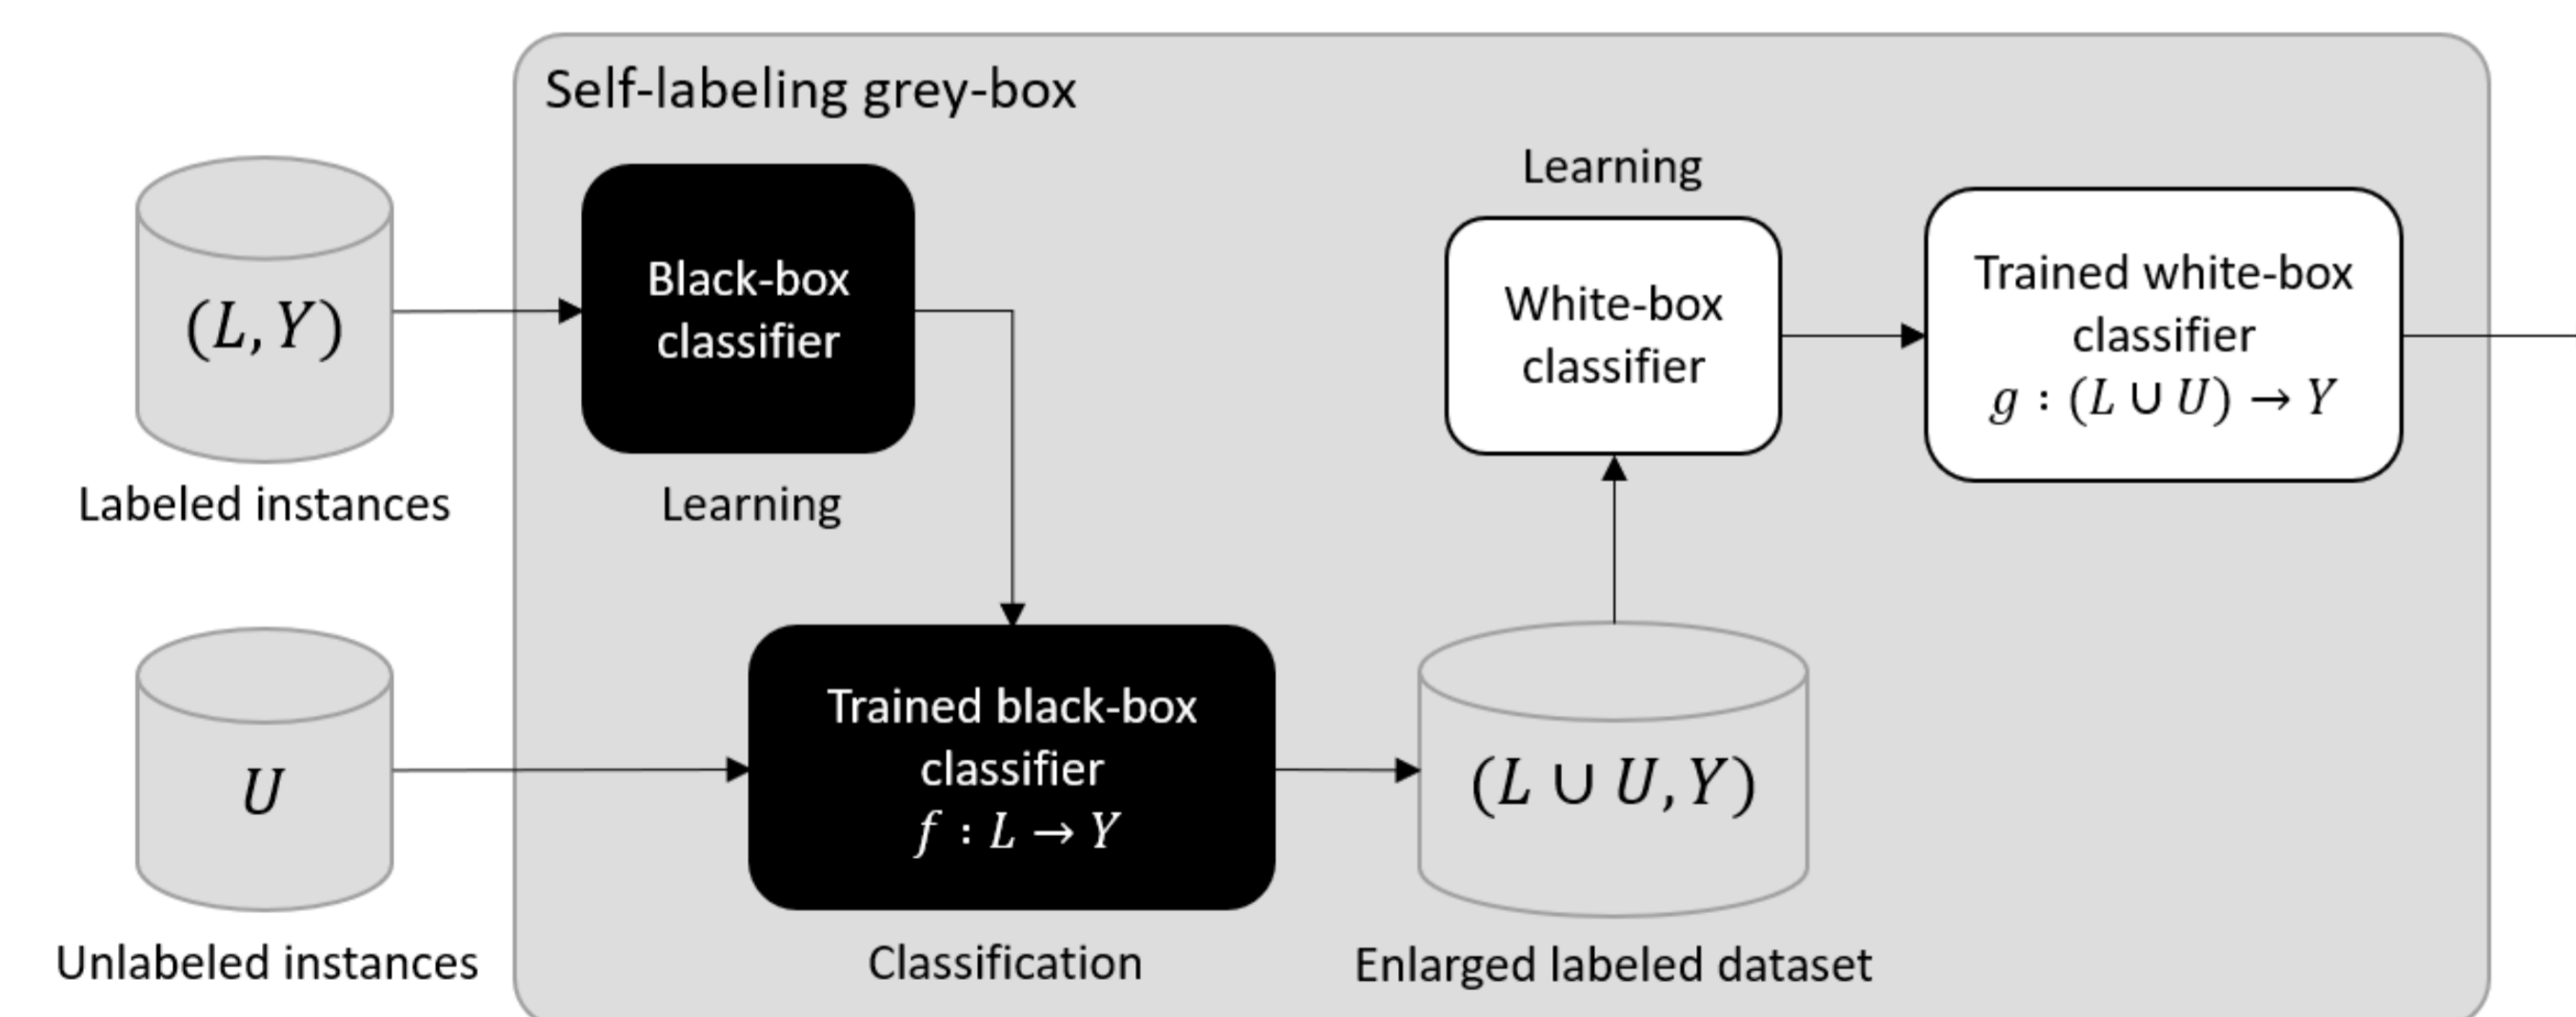 Self-labeling grey-box
(L, Y)
Labeled instances
Black-box
classifier
Learning
Learning
White-box
classifier
Trained white-box
classifier
g : (L ∪ U) → Y
U
Unlabeled instances
Trained black-box
classifier
f : L → Y
Classification
(L ∪ U, Y)
Enlarged labeled dataset